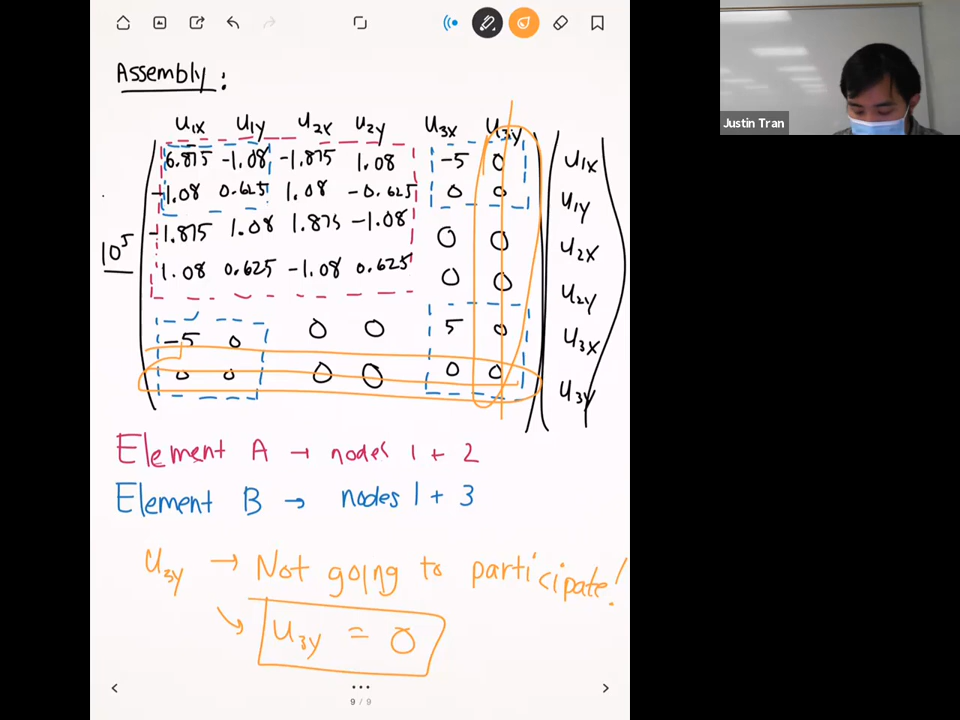 Assembly:
u1x u1y u2x u2y u3x u3y
6.875 -1.08 -1.875 1.08 -5 0 u1x
-1.08 0.625 1.08 -0.625 0 0 u1y
-1.875 1.08 1.875 -1.08 0 0 u2x
10^5
1.08 0.625 -1.08 0.625 0 0 u2y
-5 0 0 0 5 0 u3x
0 0 0 0 0 0 u3y
Element A → nodes 1 + 2
Element B → nodes 1 + 3
u3y → Not going to participate!
↳ u3y = 0
9 / 9
Justin Tran